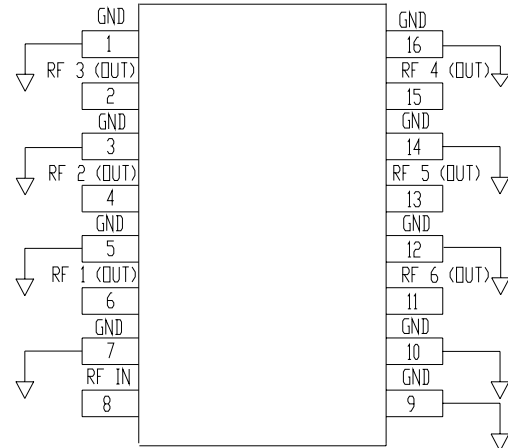 GND
1
RF 3 (OUT)
2
GND
3
RF 2 (OUT)
4
GND
5
RF 1 (OUT)
6
GND
7
RF IN
8
GND
16
RF 4 (OUT)
15
GND
14
RF 5 (OUT)
13
GND
12
RF 6 (OUT)
11
GND
10
GND
9